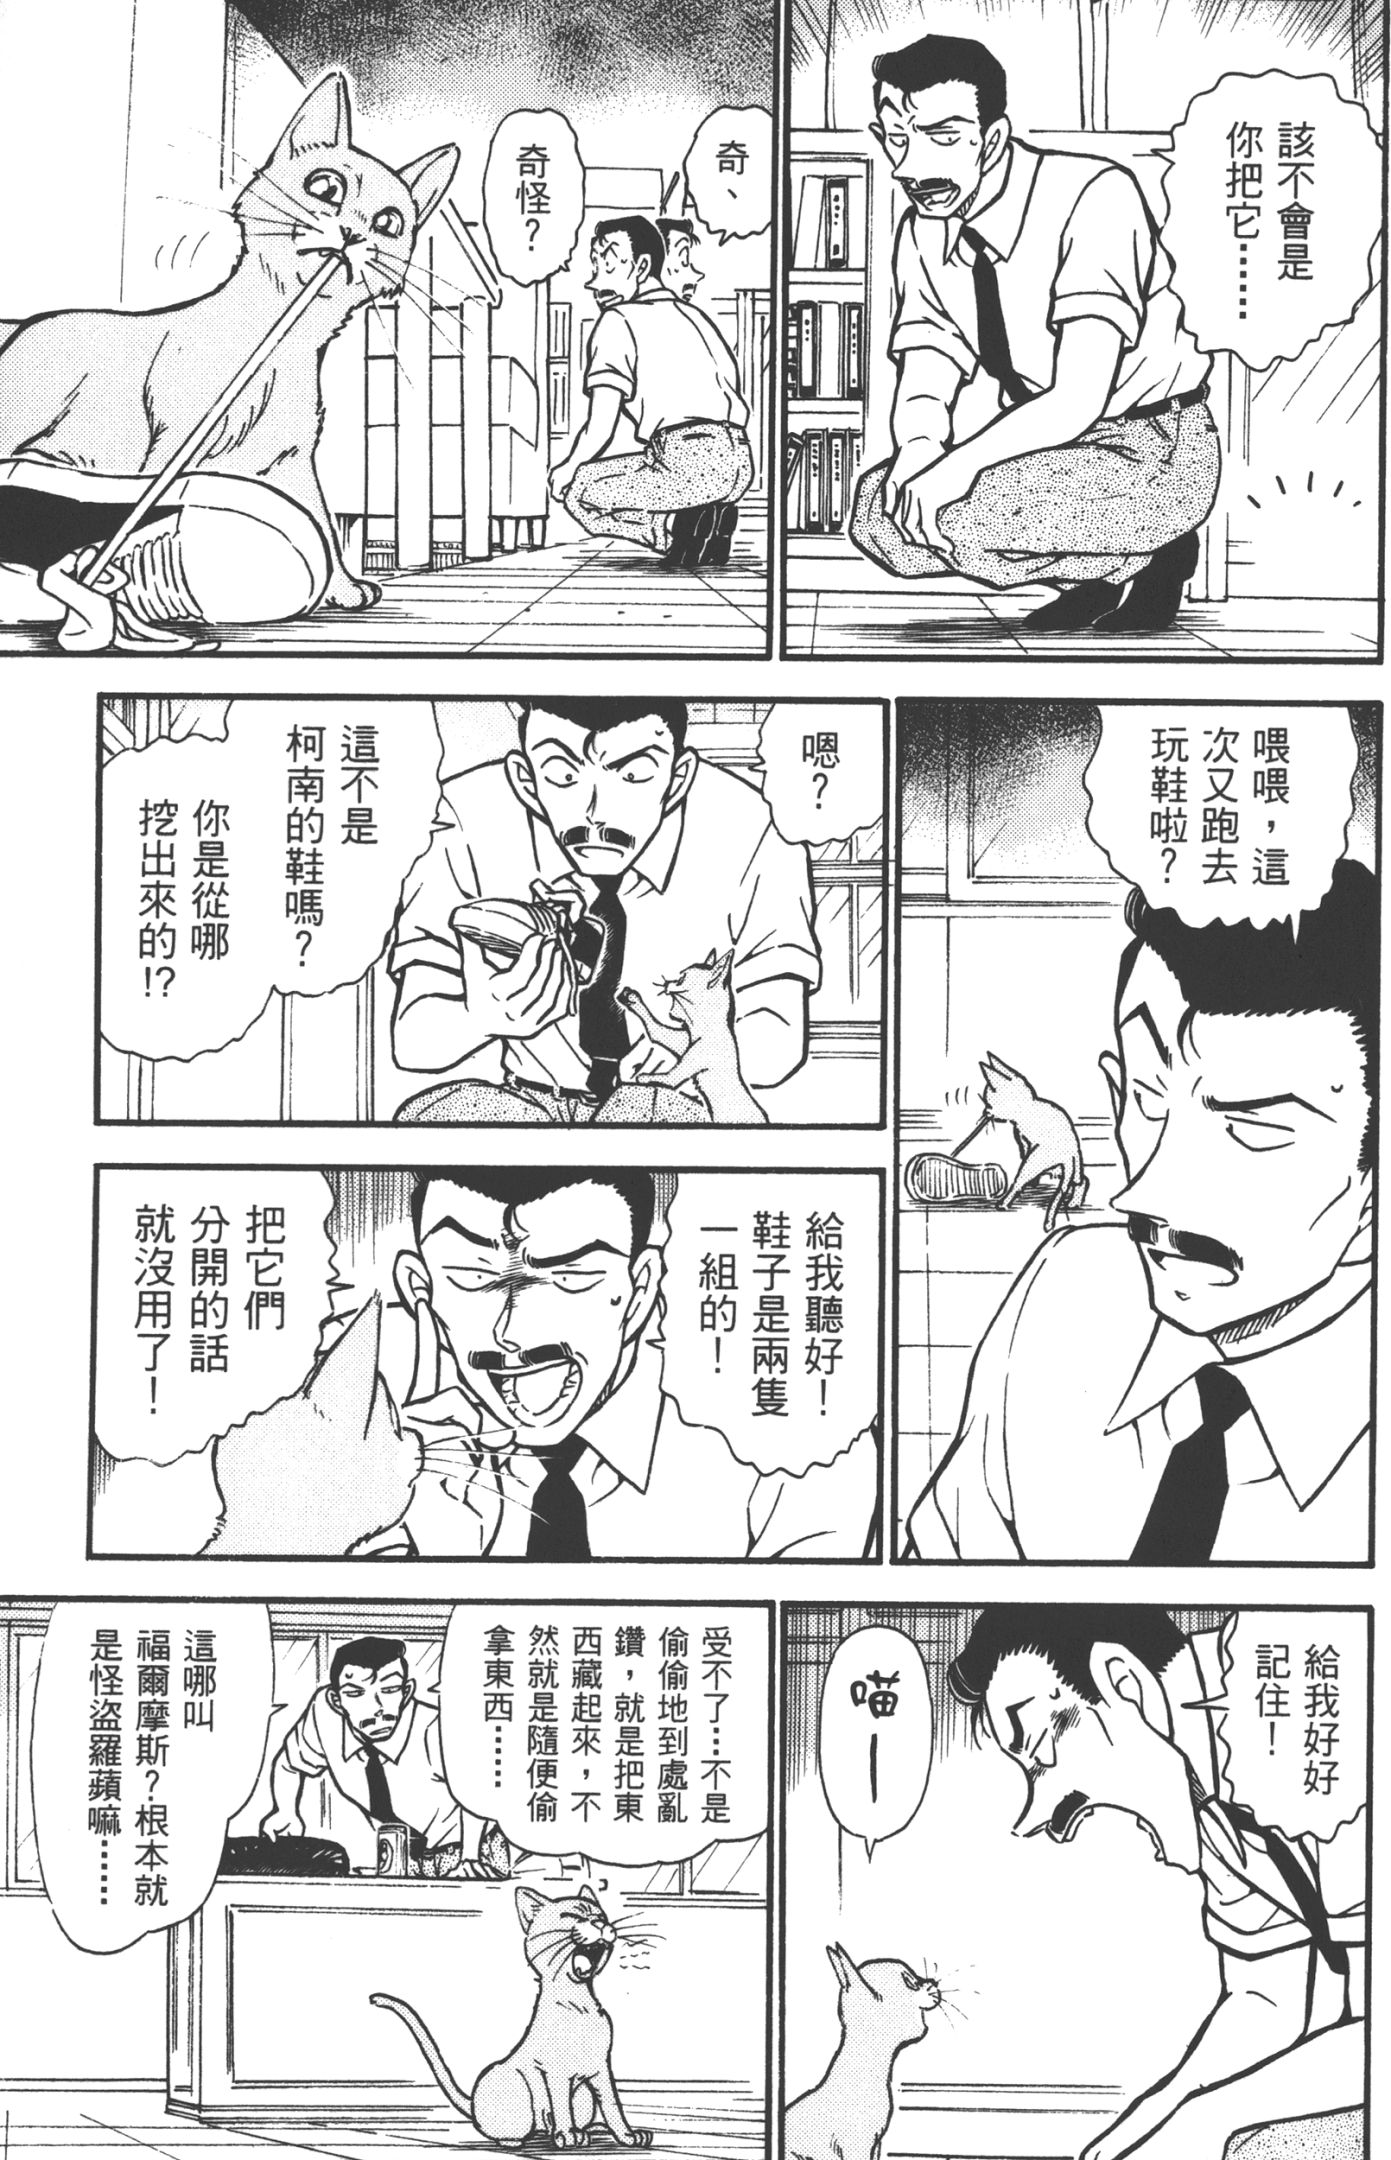 該不會是
你把它……
奇、
奇怪？
喂喂，這
次又跑去
玩鞋啦？
嗯？
這不是
柯南的鞋嗎？
你是從哪
挖出來的!?
給我聽好！
鞋子是兩隻
一組的！
把它們
分開的話
就沒用了！
給我好好
記住！
喵—
受不了…不是
偷偷地到處亂
鑽，就是把東
西藏起來，不
然就是隨便偷
拿東西……
這哪叫
福爾摩斯？根本就
是怪盜羅蘋嘛……